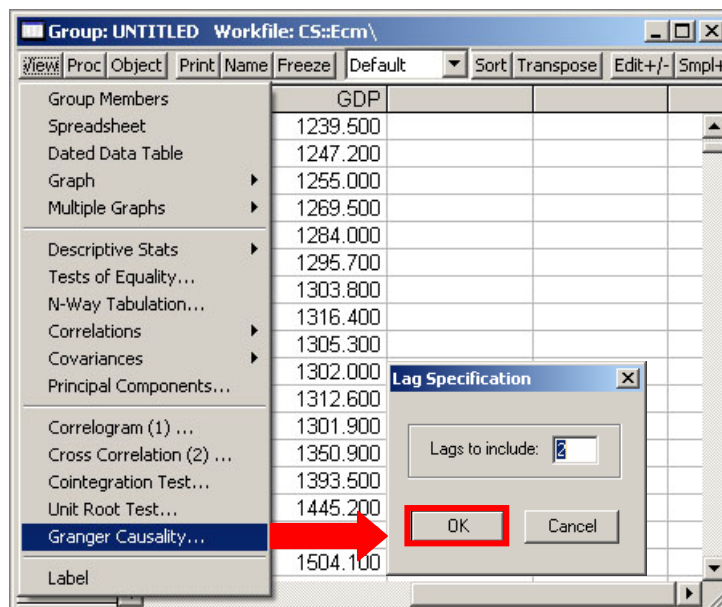 Group: UNTITLED Workfile: CS::Ecm\
View Proc Object Print Name Freeze Default Sort Transpose Edit+/- Smpl+
Group Members
Spreadsheet
Dated Data Table
Graph
Multiple Graphs
Descriptive Stats
Tests of Equality...
N-Way Tabulation...
Correlations
Covariances
Principal Components...
Correlogram (1) ...
Cross Correlation (2) ...
Cointegration Test...
Unit Root Test...
Granger Causality...
Label
GDP
1239.500
1247.200
1255.000
1269.500
1284.000
1295.700
1303.800
1316.400
1305.300
1302.000
1312.600
1301.900
1350.900
1393.500
1445.200
1504.100
Lag Specification
Lags to include: 2
OK Cancel